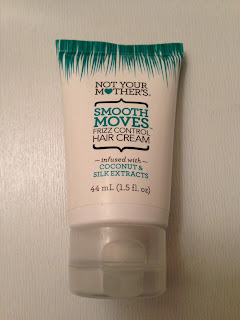 NOT YOUR
MOTHER'S®
SMOOTH
MOVES
FRIZZ CONTROL
HAIR CREAM
infused with
COCONUT &
SILK EXTRACTS
44 mL (1.5 fl. oz)